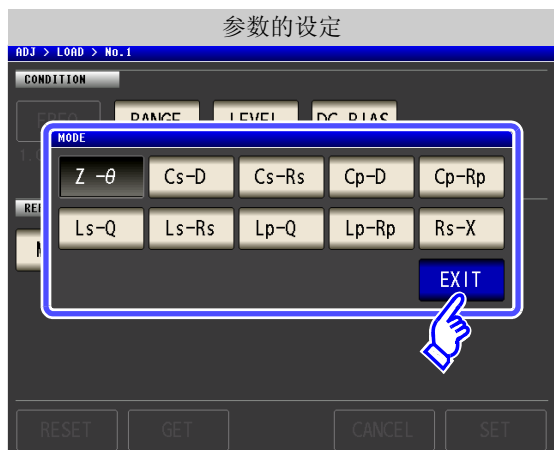 参数的设定
ADJ > LOAD > No.1
CONDITION
RANGE LEVEL DC BIAS
MODE
Z -θ Cs-D Cs-Rs Cp-D Cp-Rp
Ls-Q Ls-Rs Lp-Q Lp-Rp Rs-X
EXIT
RESET GET CANCEL SET